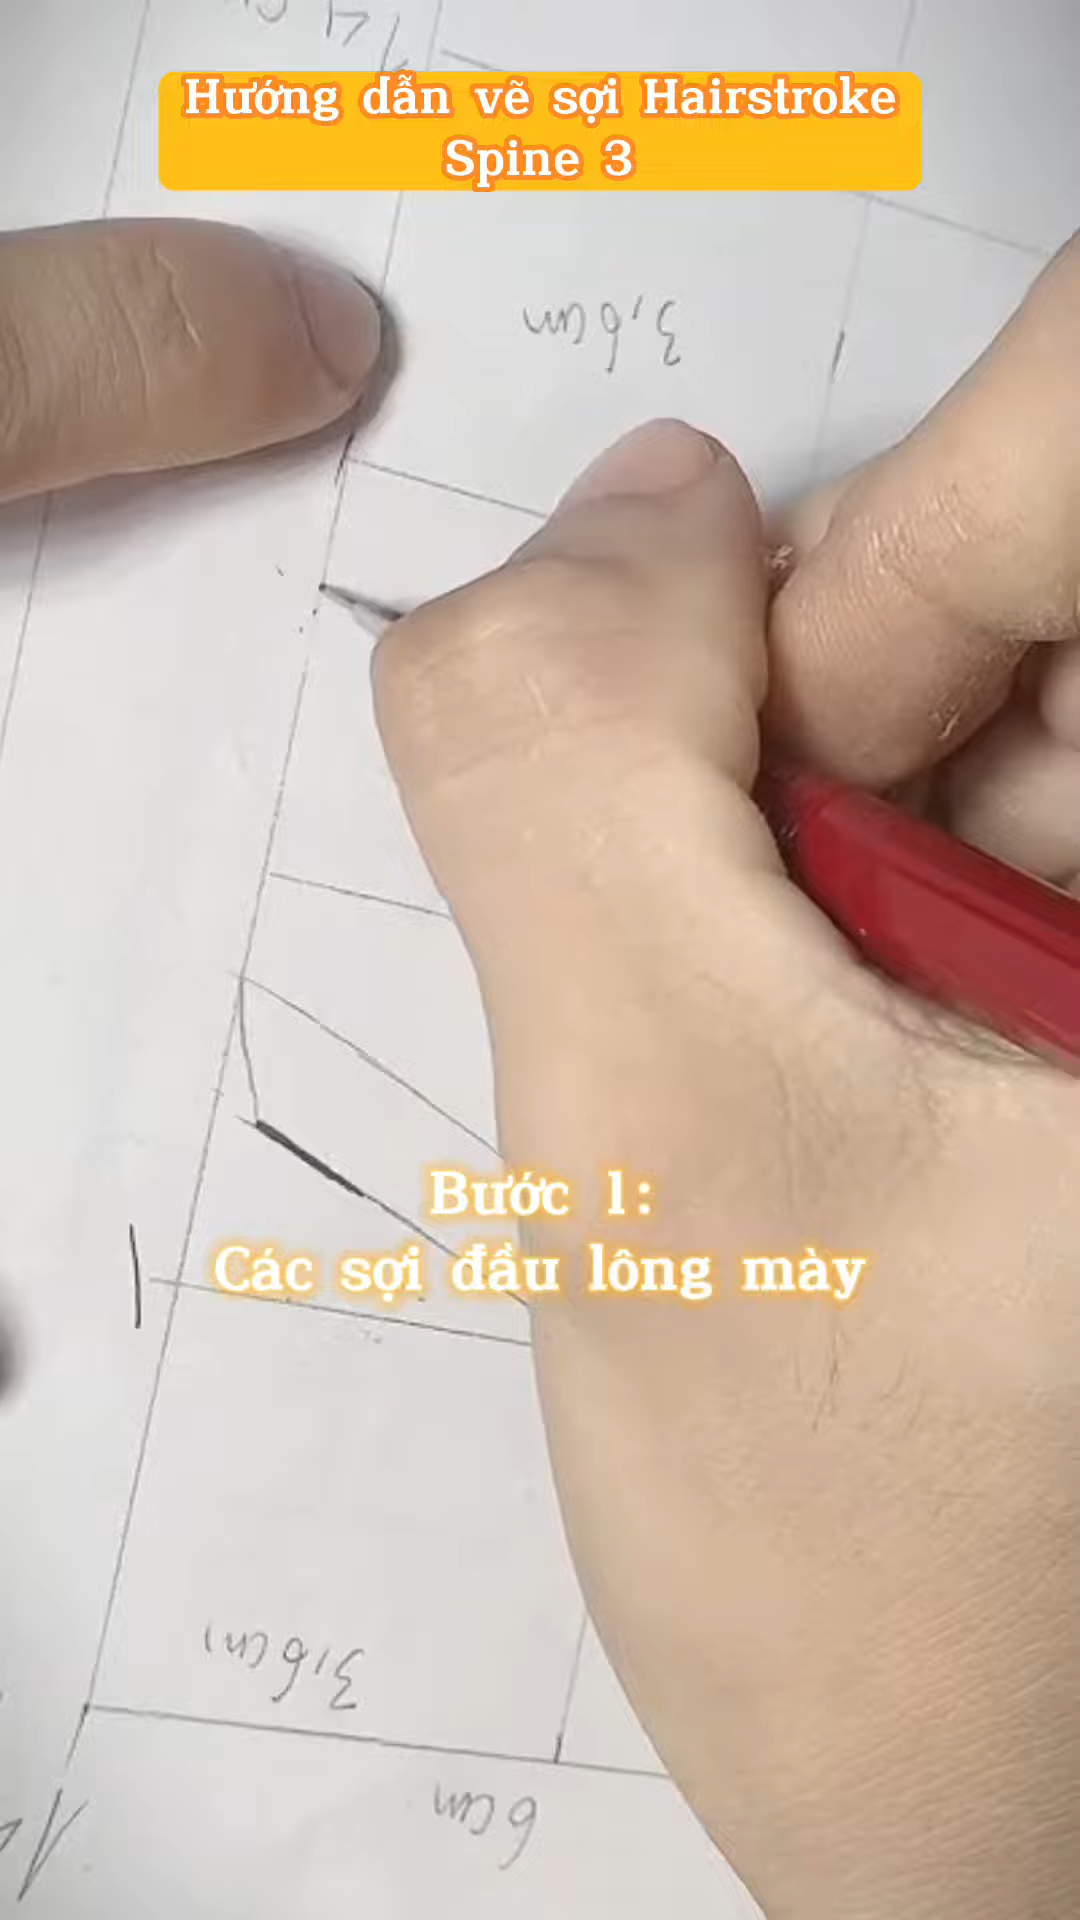 Hướng dẫn vẽ sợi Hairstroke
Spine 3
3,6cm
Bước 1:
Các sợi đầu lông mày
3,6cm
6cm